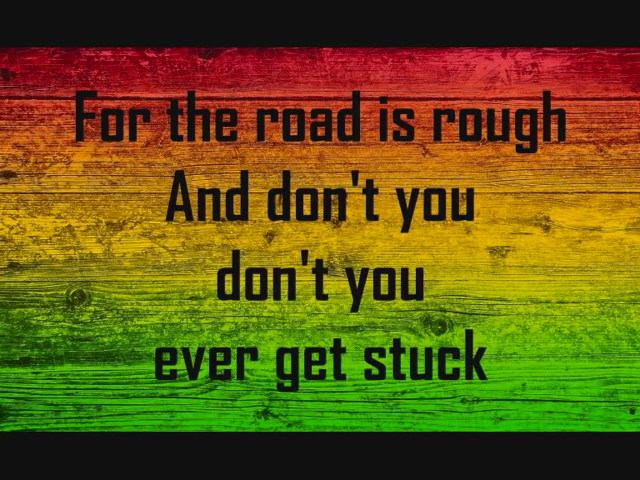 For the road is rough
And don't you
don't you
ever get stuck